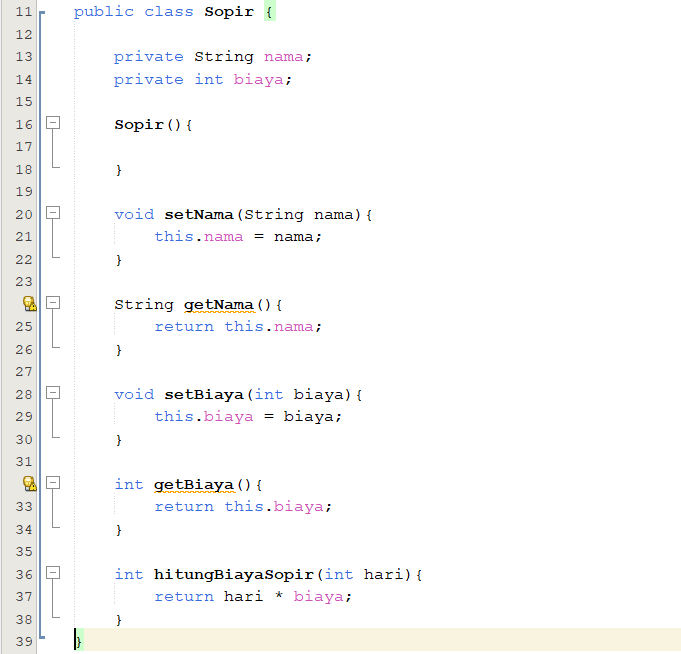 11 public class Sopir {
12
13 private String nama;
14 private int biaya;
15
16 Sopir(){
17
18 }
19
20 void setNama(String nama){
21 this.nama = nama;
22 }
23
String getNama(){
25 return this.nama;
26 }
27
28 void setBiaya(int biaya){
29 this.biaya = biaya;
30 }
31
int getBiaya(){
33 return this.biaya;
34 }
35
36 int hitungBiayaSopir(int hari){
37 return hari * biaya;
38 }
39 }